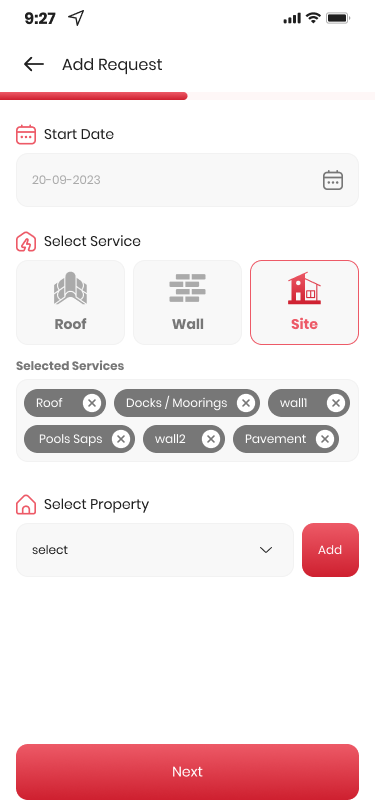 9:27
Add Request
Start Date
20-09-2023
Select Service
Roof Wall Site
Selected Services
Roof Docks / Moorings wall1
Pools Saps wall2 Pavement
Select Property
select Add
Next